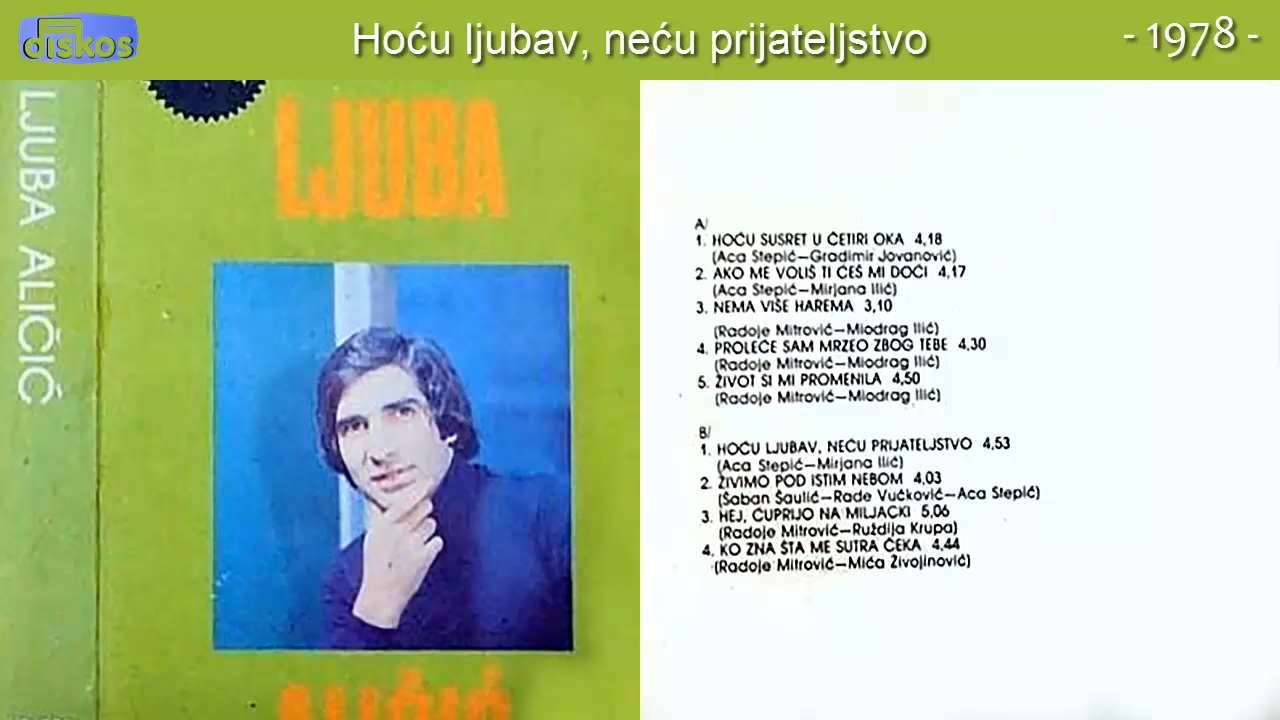 diskos
Hoću ljubav, neću prijateljstvo
- 1978 -
LJUBA ALIČIĆ
LJUBA
ALIČIĆ
A/
1. HOĆU SUSRET U ČETIRI OKA 4,18
(Aca Stepić—Gradimir Jovanović)
2. AKO ME VOLIŠ TI ĆEŠ MI DOĆI 4,17
(Aca Stepić—Mirjana Ilić)
3. NEMA VIŠE HAREMA 3,10
(Radoje Mitrović—Miodrag Ilić)
4. PROLEĆE SAM MRZEO ZBOG TEBE 4,30
(Radoje Mitrović—Miodrag Ilić)
5. ŽIVOT SI MI PROMENILA 4,50
(Radoje Mitrović—Miodrag Ilić)
B/
1. HOĆU LJUBAV, NEĆU PRIJATELJSTVO 4,53
(Aca Stepić—Mirjana Ilić)
2. ŽIVIMO POD ISTIM NEBOM 4,03
(Šaban Šaulić—Rade Vučković—Aca Stepić)
3. HEJ, ĆUPRIJO NA MILJACKI 5,06
(Radoje Mitrović—Ruždija Krupa)
4. KO ZNA ŠTA ME SUTRA ČEKA 4,44
(Radoje Mitrović—Mića Živojinović)